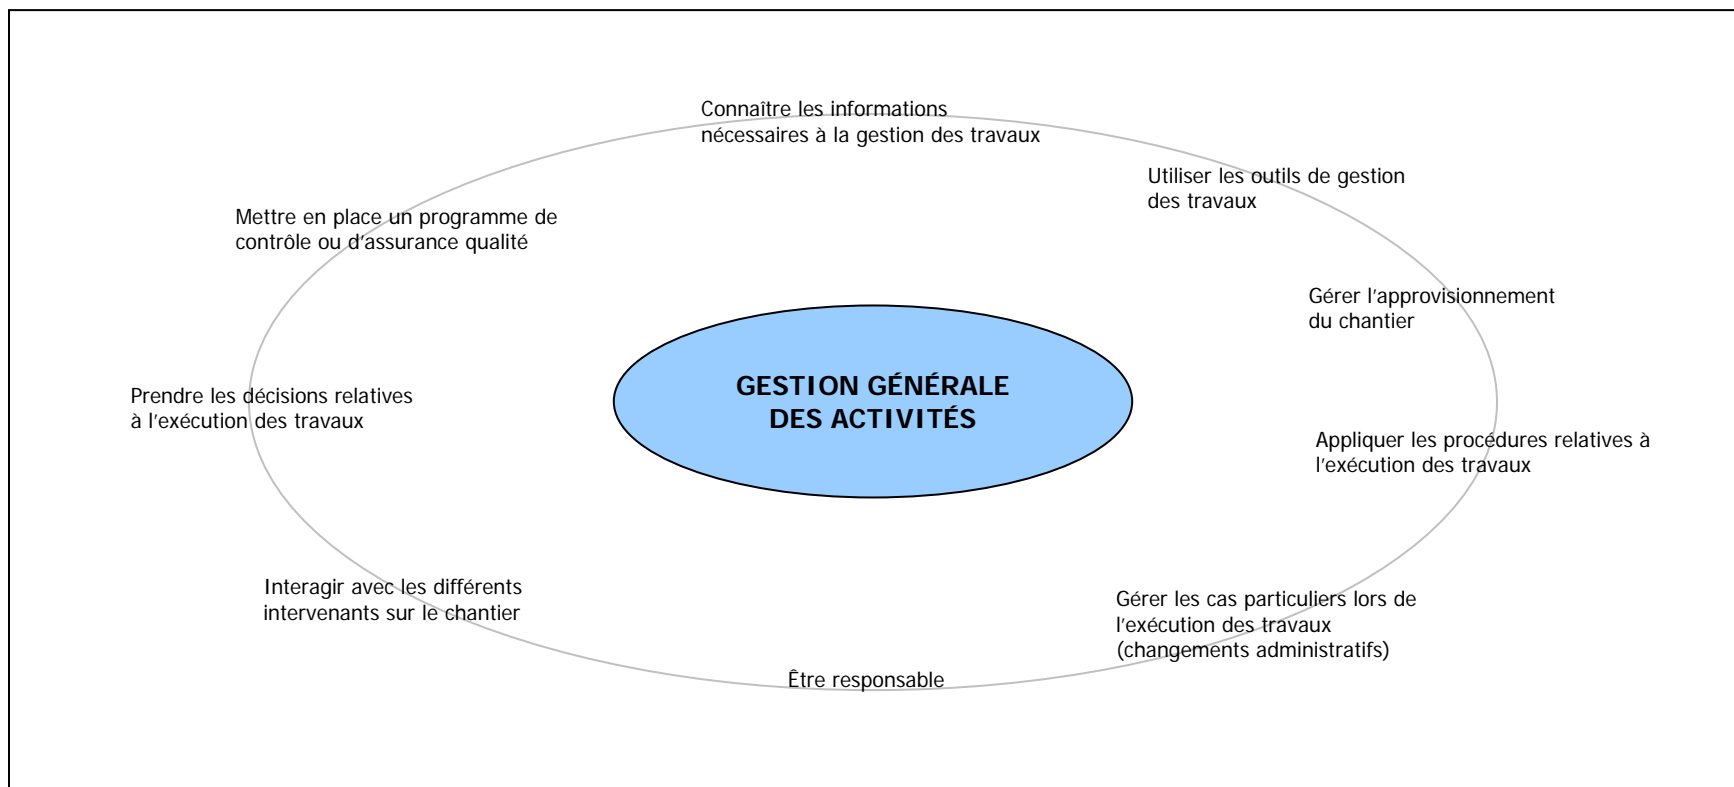 Connaître les informations
nécessaires à la gestion des travaux
Utiliser les outils de gestion
des travaux
Mettre en place un programme de
contrôle ou d'assurance qualité
Gérer l'approvisionnement
du chantier
GESTION GÉNÉRALE
DES ACTIVITÉS
Prendre les décisions relatives
à l'exécution des travaux
Appliquer les procédures relatives à
l'exécution des travaux
Interagir avec les différents
intervenants sur le chantier
Gérer les cas particuliers lors de
l'exécution des travaux
(changements administratifs)
Être responsable